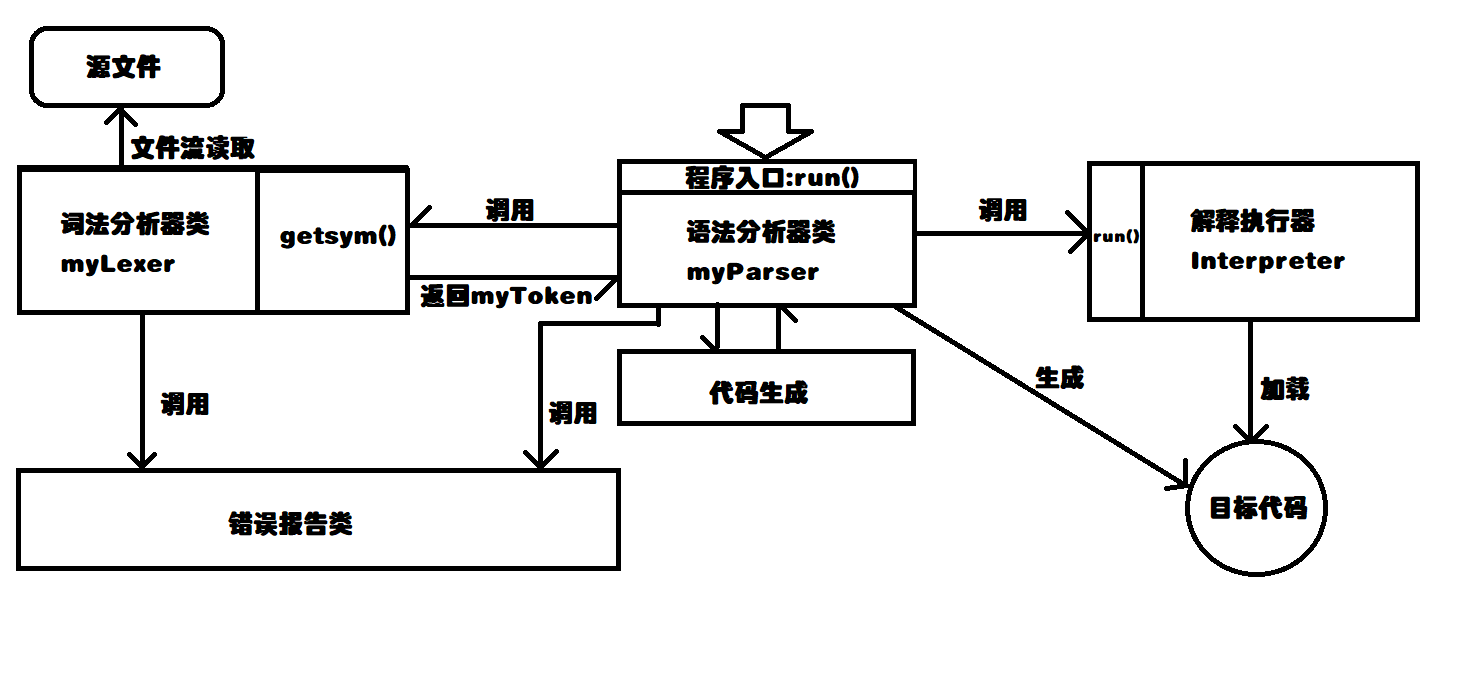 源文件
文件流读取
程序入口:run()
词法分析器类
myLexer
getsym()
调用
返回myToken
语法分析器类
myParser
调用
run()
解释执行器
Interpreter
调用
调用
代码生成
生成
加载
错误报告类
目标代码